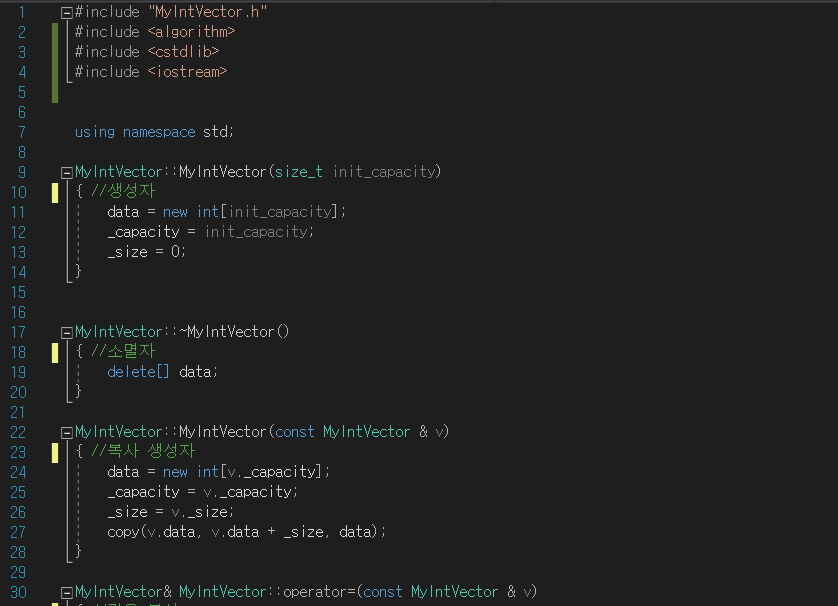 1 #include "MyIntVector.h"
2 #include <algorithm>
3 #include <cstdlib>
4 #include <iostream>
5
6
7 using namespace std;
8
9 MyIntVector::MyIntVector(size_t init_capacity)
10 { //생성자
11 data = new int[init_capacity];
12 _capacity = init_capacity;
13 _size = 0;
14 }
15
16
17 MyIntVector::~MyIntVector()
18 { //소멸자
19 delete[] data;
20 }
21
22 MyIntVector::MyIntVector(const MyIntVector & v)
23 { //복사 생성자
24 data = new int[v._capacity];
25 _capacity = v._capacity;
26 _size = v._size;
27 copy(v.data, v.data + _size, data);
28 }
29
30 MyIntVector& MyIntVector::operator=(const MyIntVector & v)